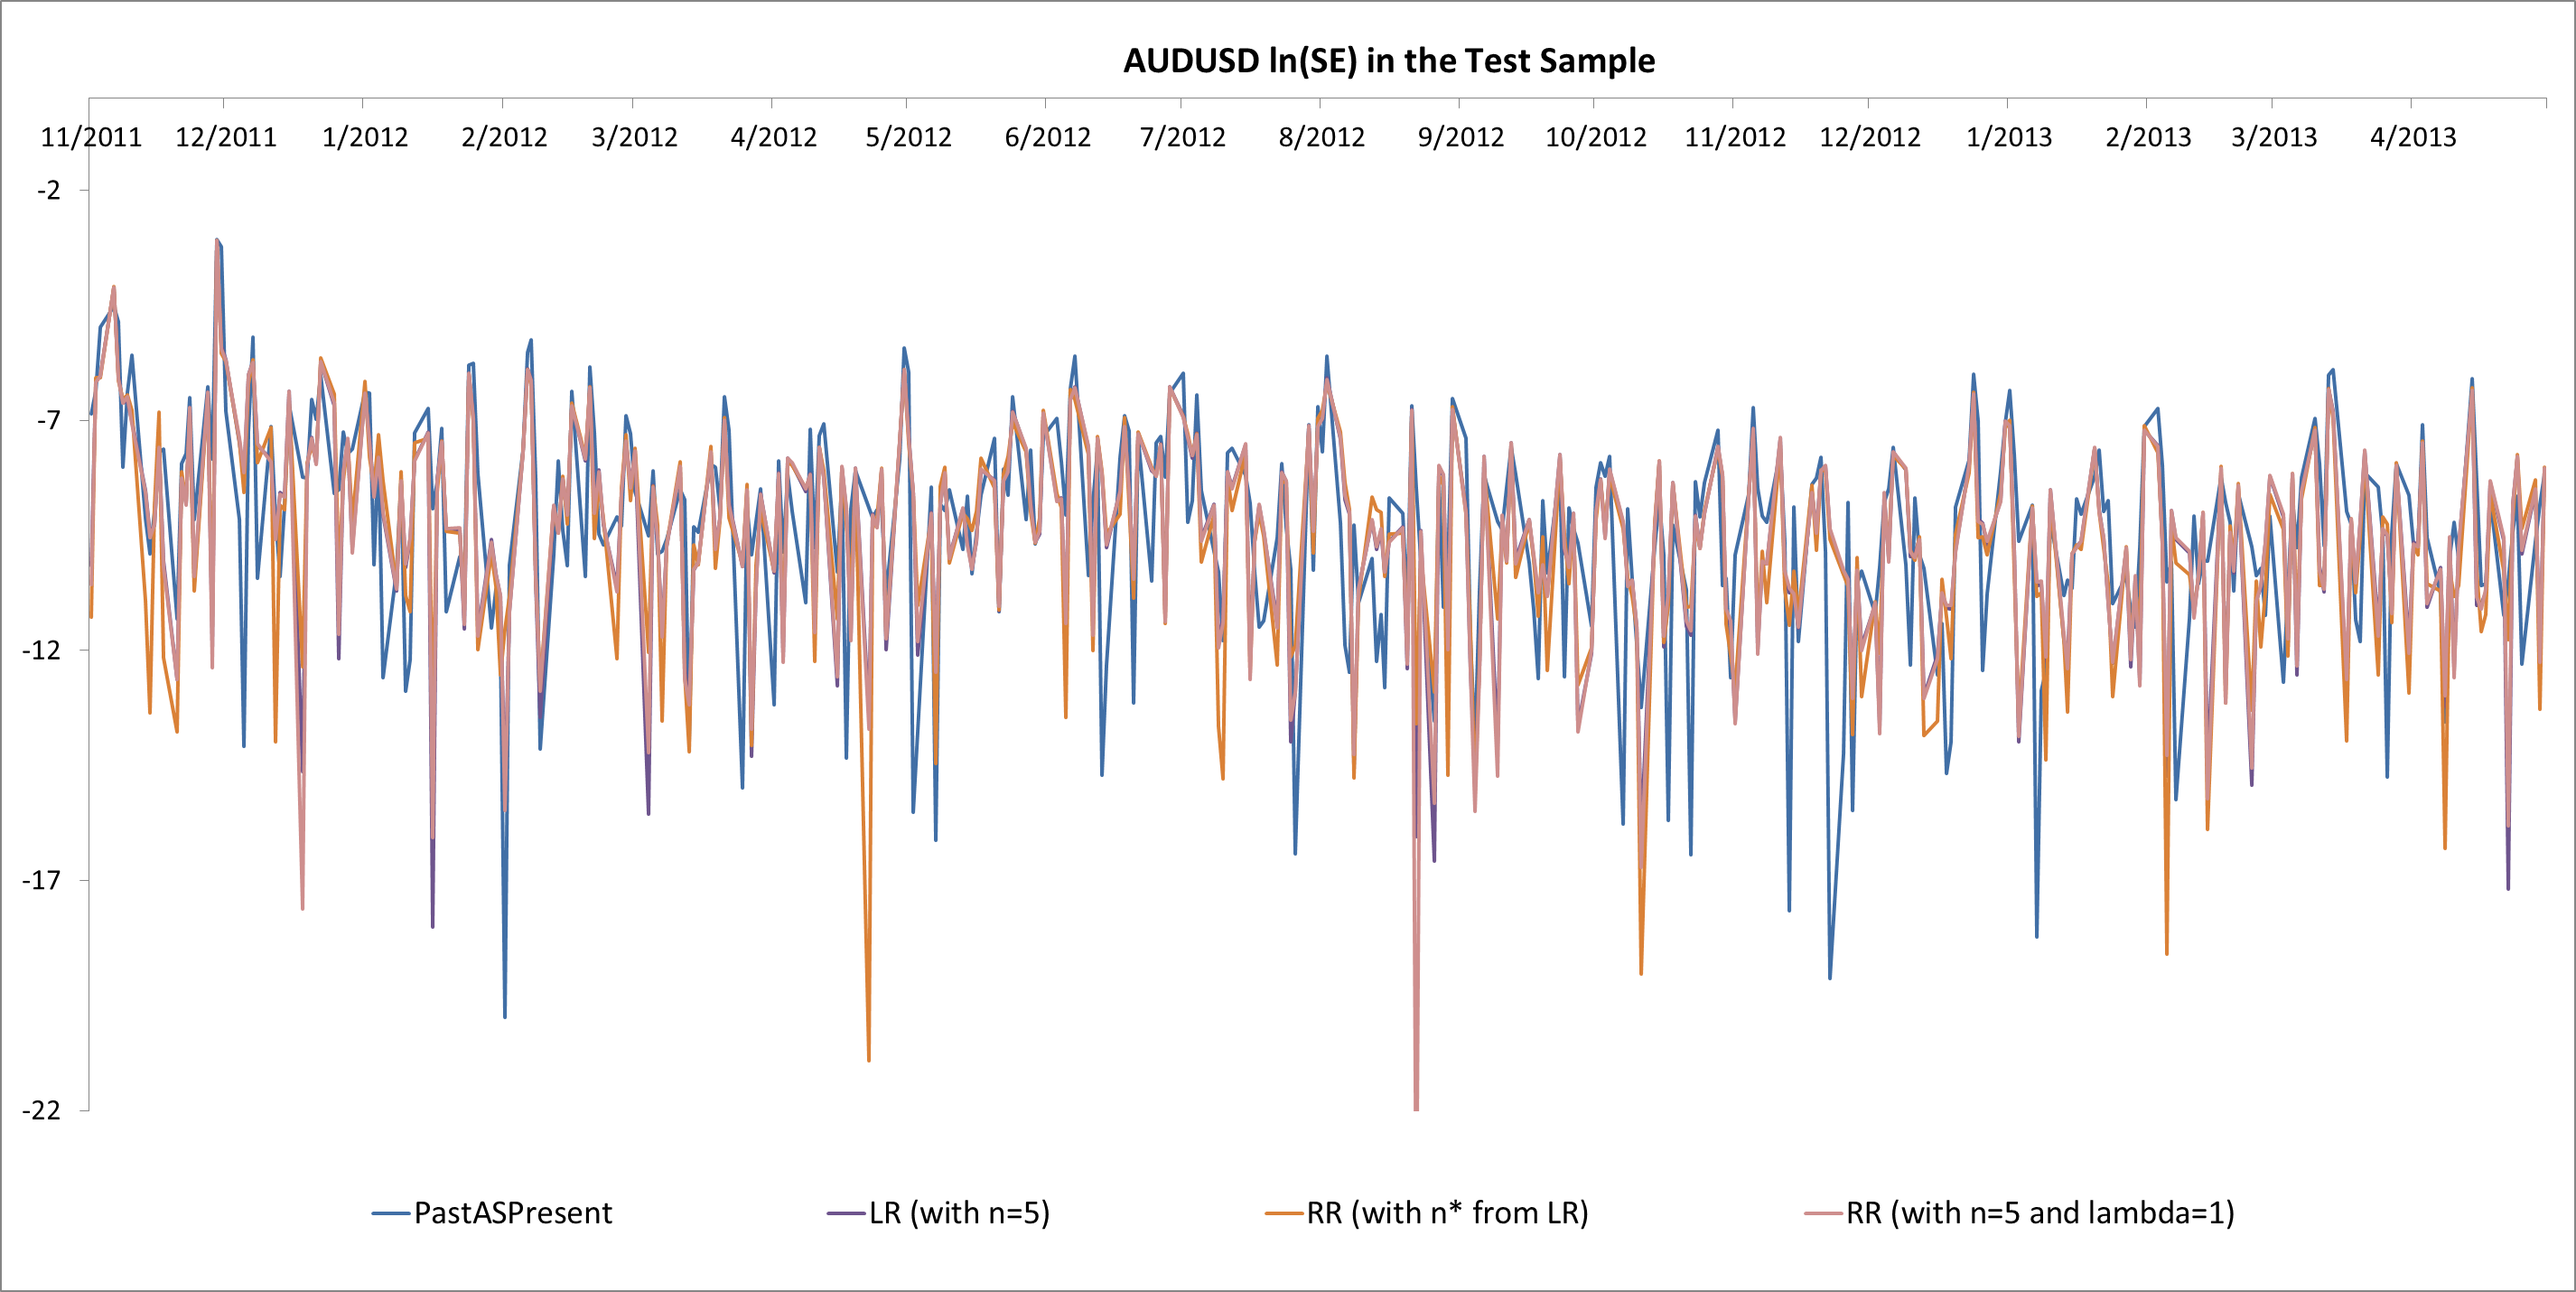 AUDUSD ln(SE) in the Test Sample
11/2011 12/2011 1/2012 2/2012 3/2012 4/2012 5/2012 6/2012 7/2012 8/2012 9/2012 10/2012 11/2012 12/2012 1/2013 2/2013 3/2013 4/2013
-2
-7
-12
-17
-22
PastASPresent LR (with n=5) RR (with n* from LR) RR (with n=5 and lambda=1)